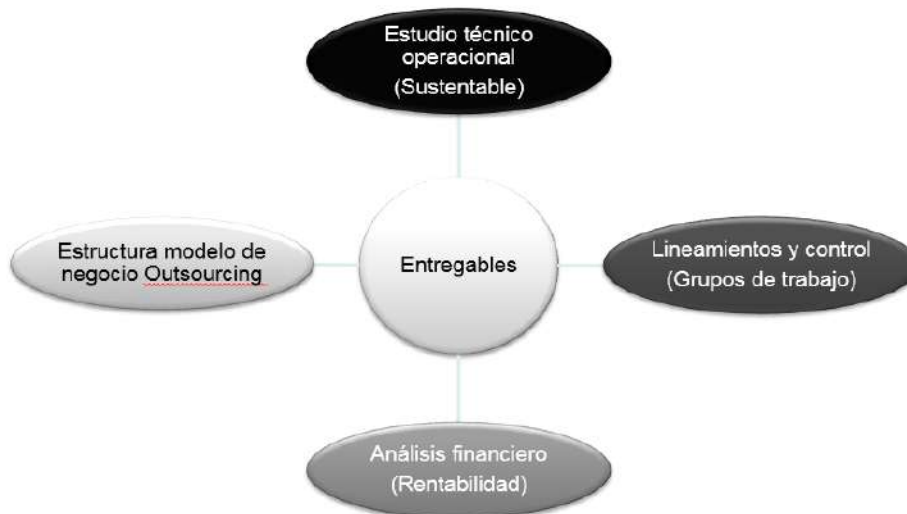 Estudio técnico
operacional
(Sustentable)
Estructura modelo de
negocio Outsourcing
Entregables
Lineamientos y control
(Grupos de trabajo)
Análisis financiero
(Rentabilidad)